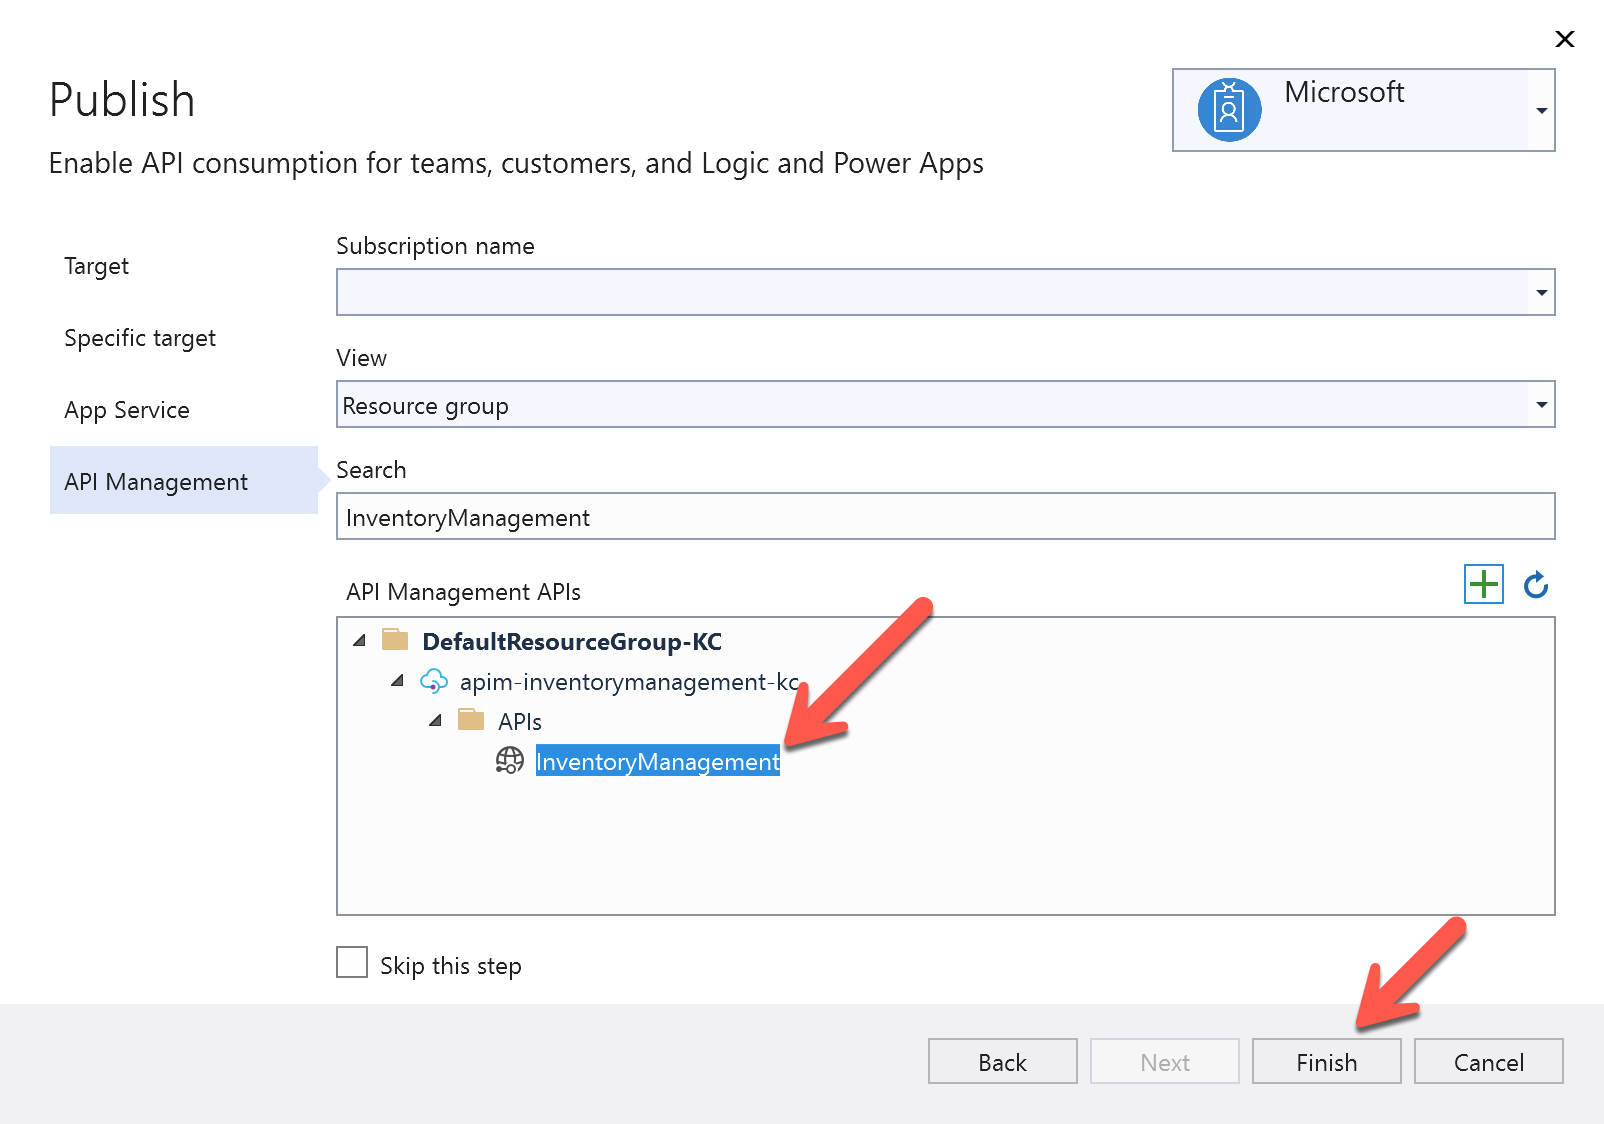 Publish
Microsoft
Enable API consumption for teams, customers, and Logic and Power Apps
Target
Specific target
App Service
API Management
Subscription name
View
Resource group
Search
InventoryManagement
API Management APIs
DefaultResourceGroup-KC
apim-inventorymanagement-kc
APIs
InventoryManagement
Skip this step
Back
Next
Finish
Cancel